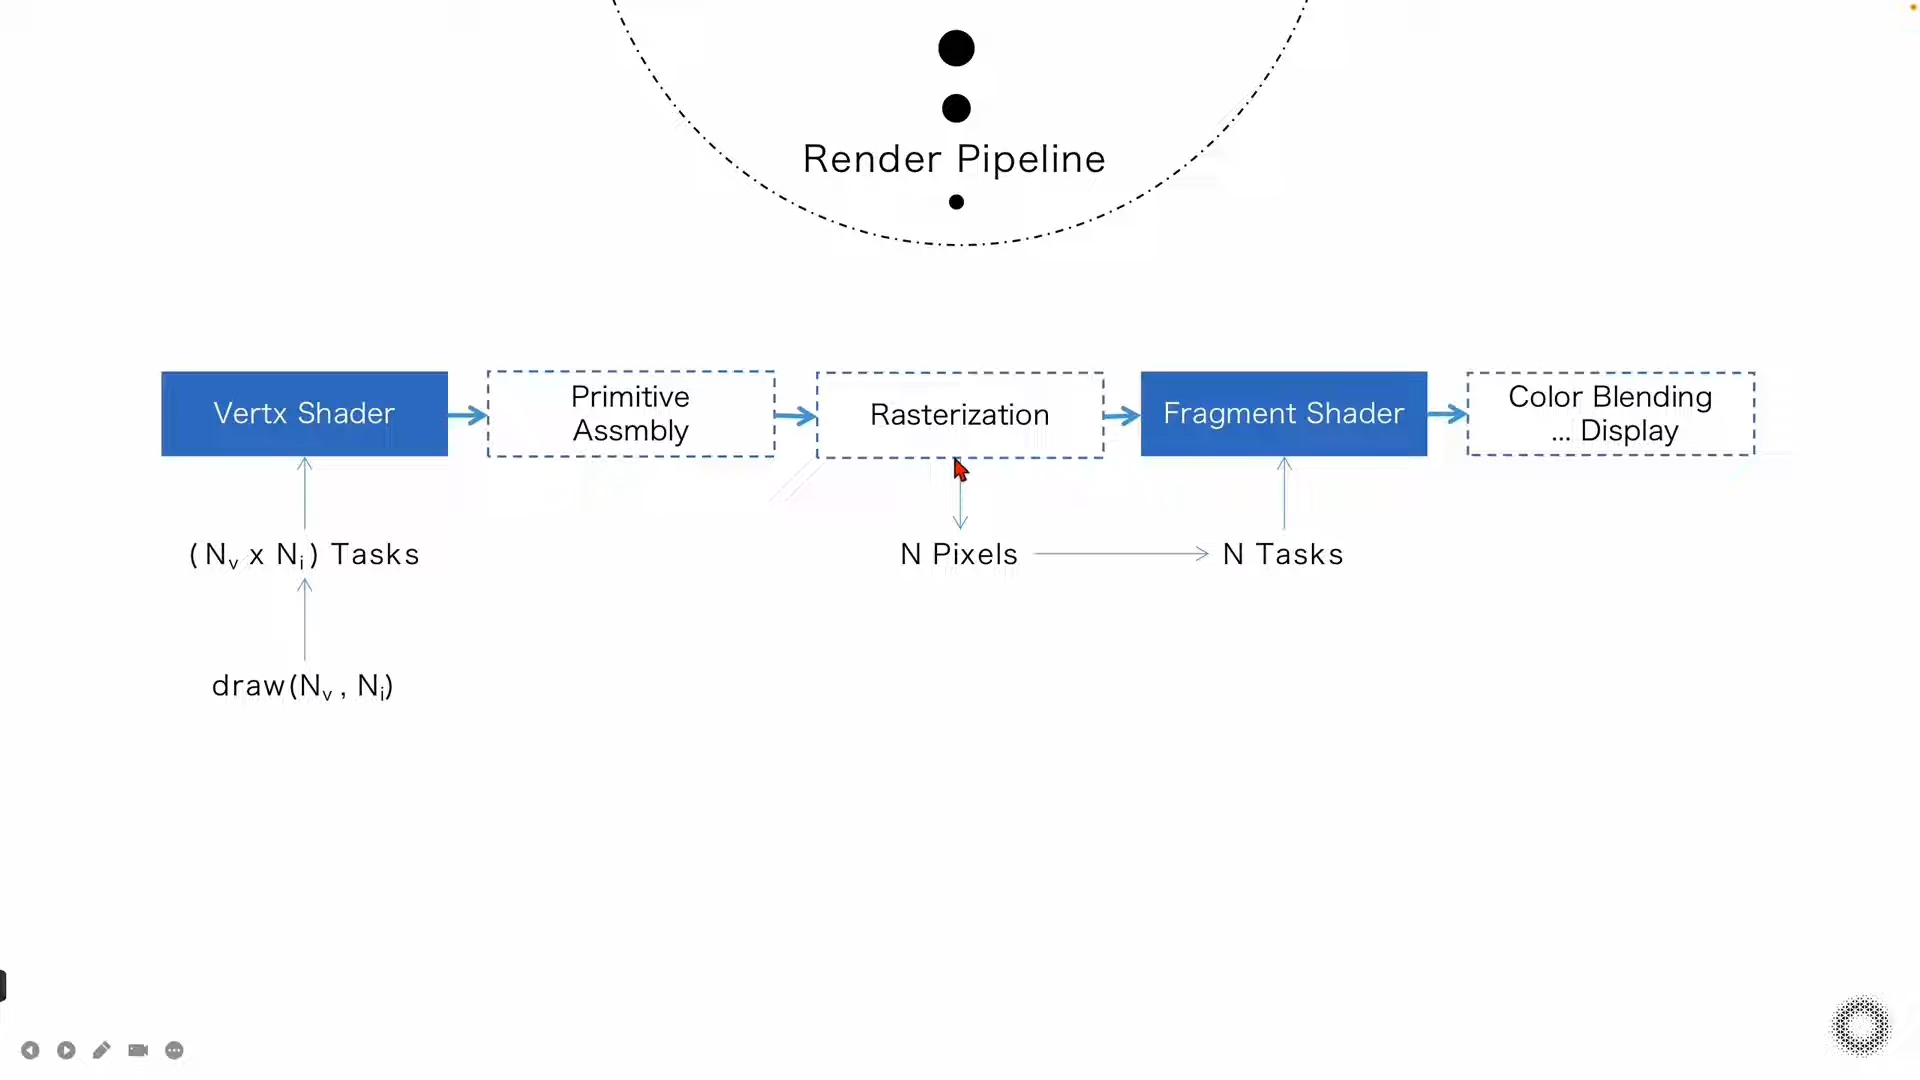 Render Pipeline
Vertx Shader
Primitive
Assmbly
Rasterization
Fragment Shader
Color Blending
... Display
(Nᵥ x Nᵢ) Tasks
N Pixels
N Tasks
draw(Nᵥ , Nᵢ)